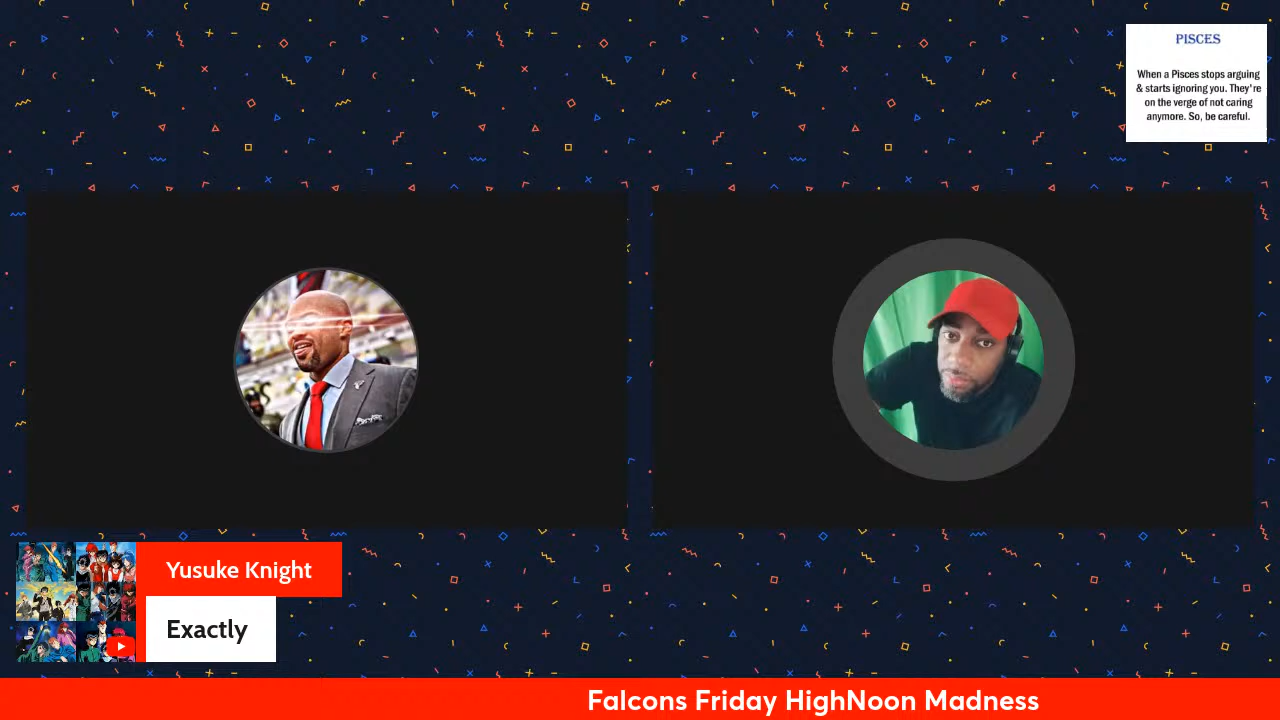 PISCES
When a Pisces stops arguing
& starts ignoring you. They're
on the verge of not caring
anymore. So, be careful.
Yusuke Knight
Exactly
Falcons Friday HighNoon Madness